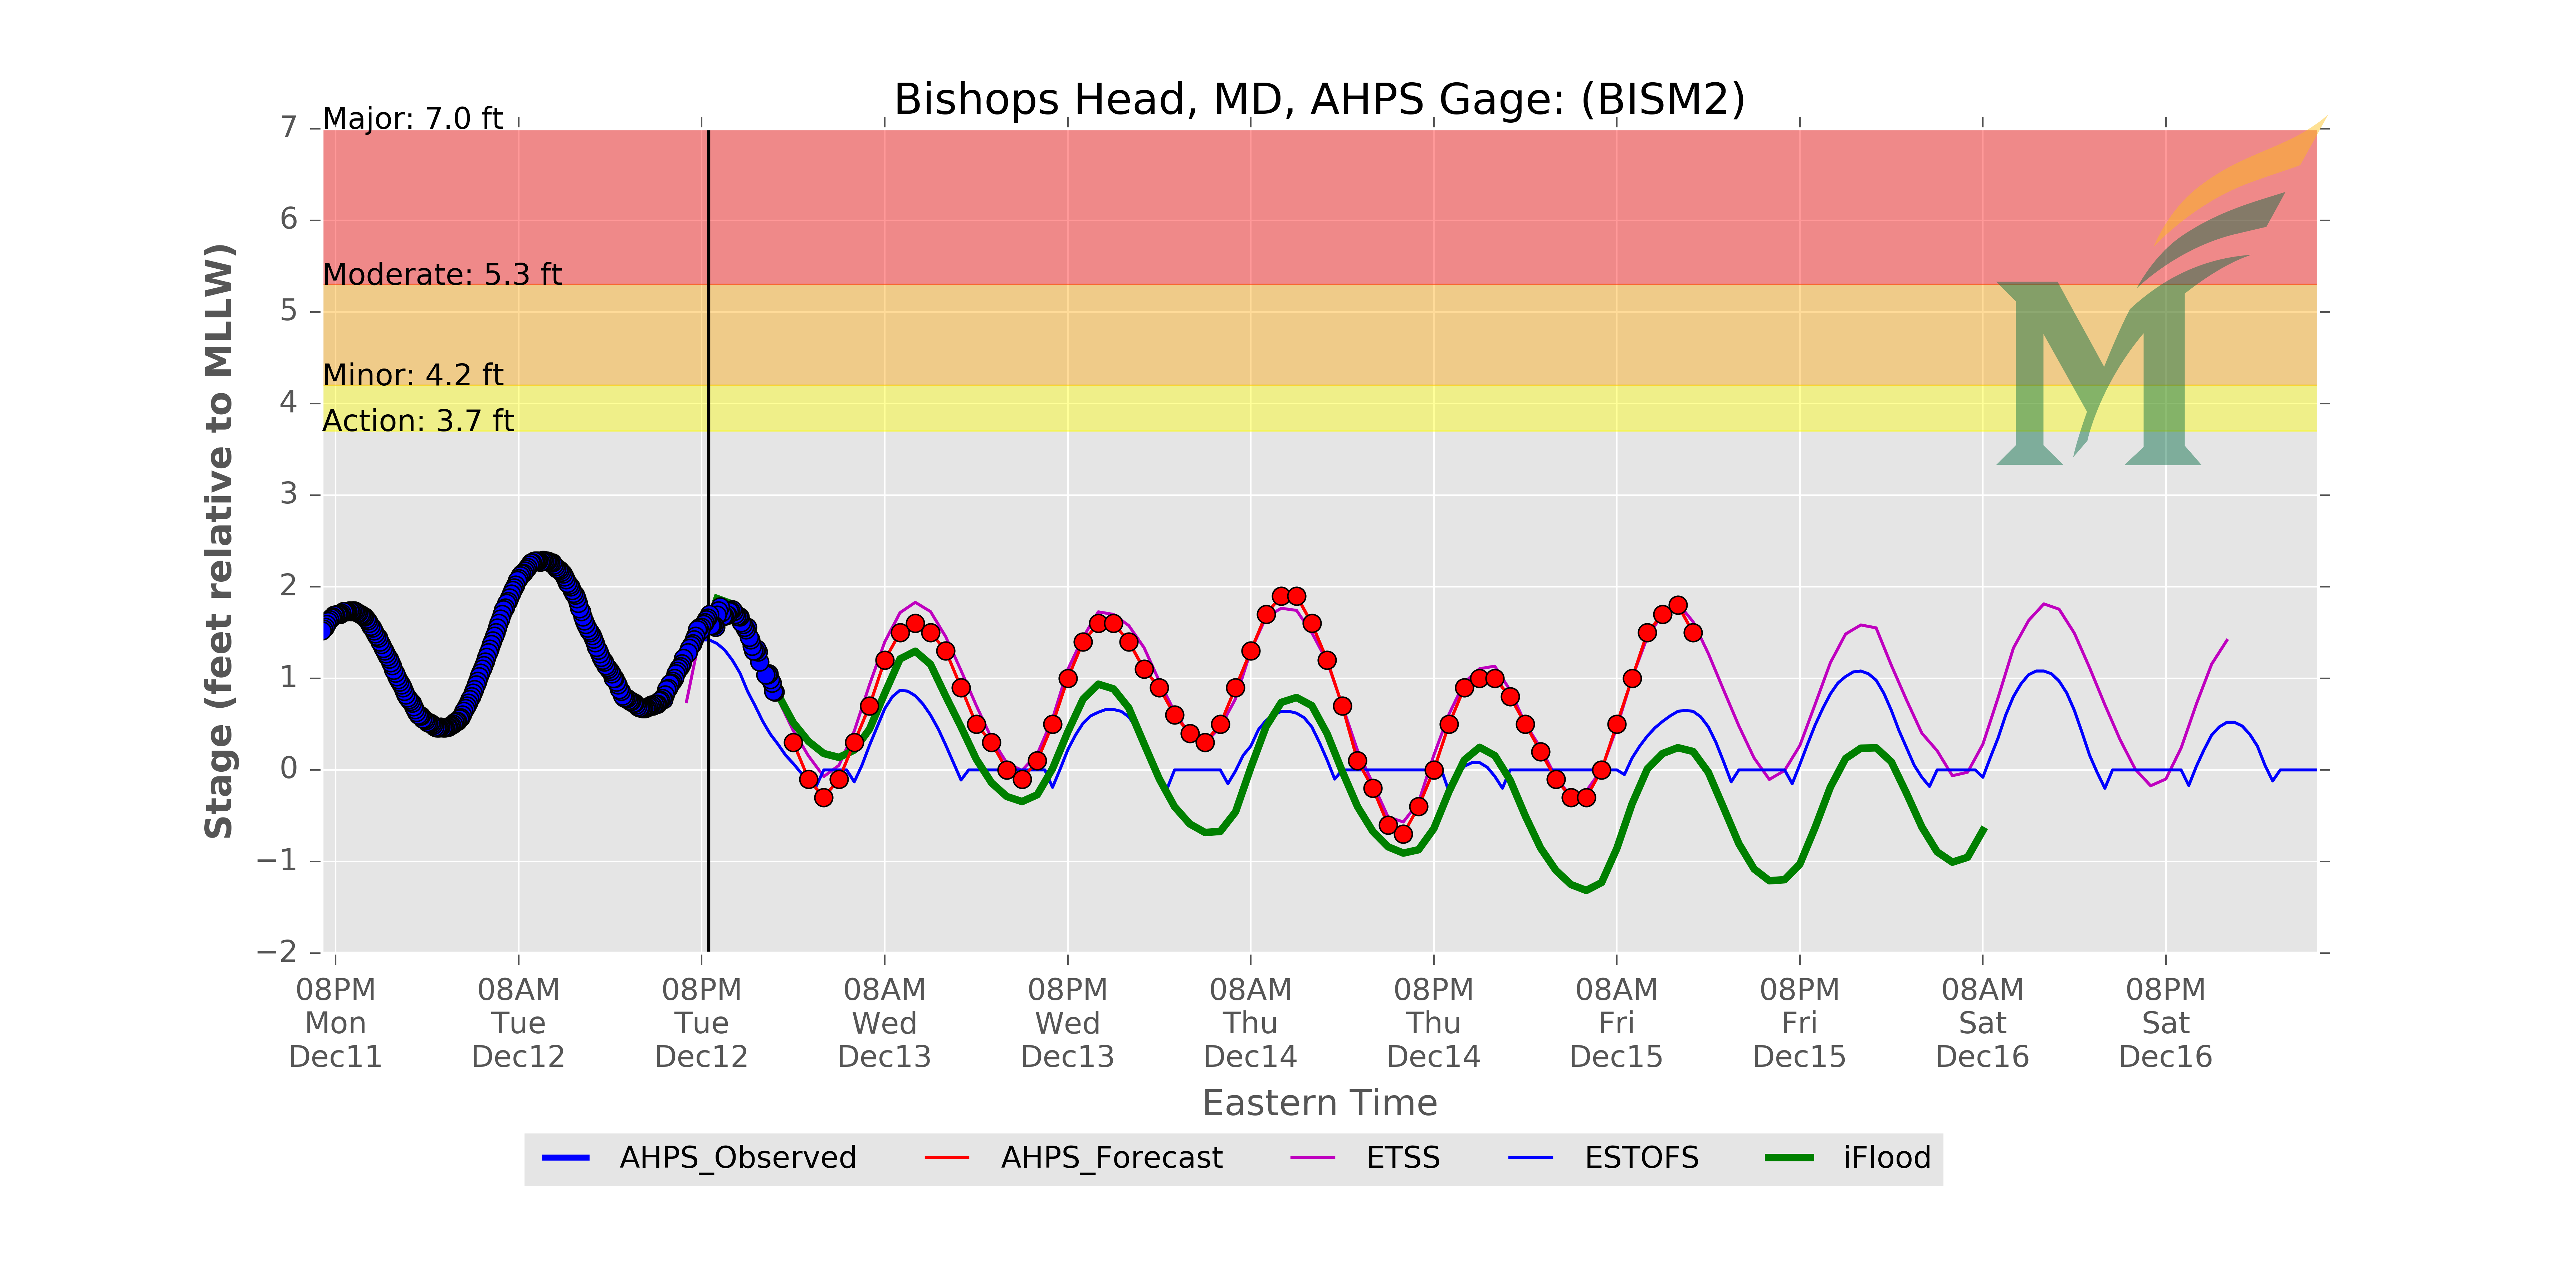 Bishops Head, MD, AHPS Gage: (BISM2)
Major: 7.0 ft
Moderate: 5.3 ft
Minor: 4.2 ft
Action: 3.7 ft
7
6
5
4
3
2
1
0
−1
−2
Stage (feet relative to MLLW)
08PM 08AM 08PM 08AM 08PM 08AM 08PM 08AM 08PM 08AM 08PM
Mon Tue Tue Wed Wed Thu Thu Fri Fri Sat Sat
Dec11 Dec12 Dec12 Dec13 Dec13 Dec14 Dec14 Dec15 Dec15 Dec16 Dec16
Eastern Time
AHPS_Observed AHPS_Forecast ETSS ESTOFS iFlood
M